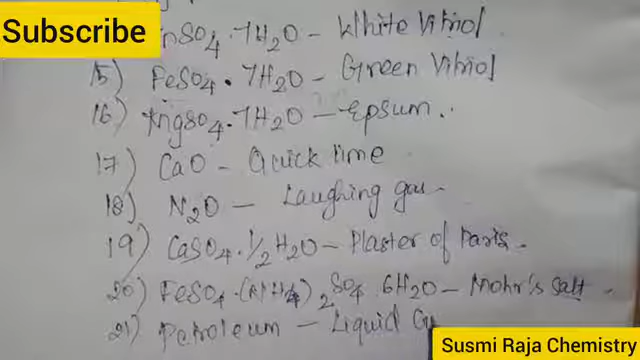 Subscribe
nSO4.7H2O - White Vitriol
15) FeSO4.7H2O - Green Vitriol
16) MgSO4.7H2O - Epsum..
17) CaO - Quick lime
18) N2O - Laughing gas
19) CaSO4.1/2H2O - Plaster of Paris.
20) FeSO4.(NH4)2SO4.6H2O - Mohr's Salt.
21) Petroleum - Liquid
Susmi Raja Chemistry